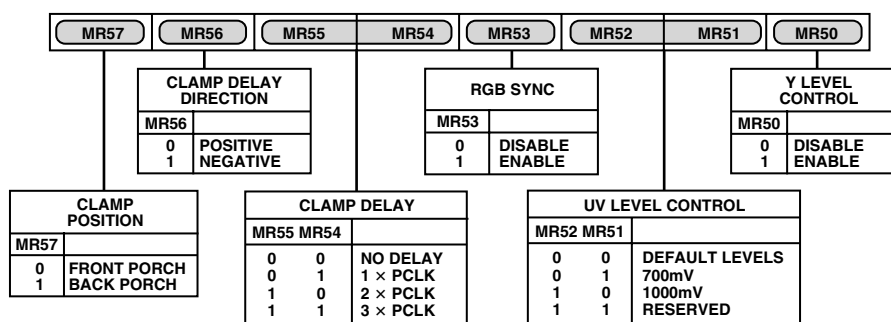 MR57 MR56 MR55 MR54 MR53 MR52 MR51 MR50
CLAMP DELAY
DIRECTION
MR56
0 POSITIVE
1 NEGATIVE
RGB SYNC
MR53
0 DISABLE
1 ENABLE
Y LEVEL
CONTROL
MR50
0 DISABLE
1 ENABLE
CLAMP
POSITION
MR57
0 FRONT PORCH
1 BACK PORCH
CLAMP DELAY
MR55 MR54
0 0 NO DELAY
0 1 1 × PCLK
1 0 2 × PCLK
1 1 3 × PCLK
UV LEVEL CONTROL
MR52 MR51
0 0 DEFAULT LEVELS
0 1 700mV
1 0 1000mV
1 1 RESERVED